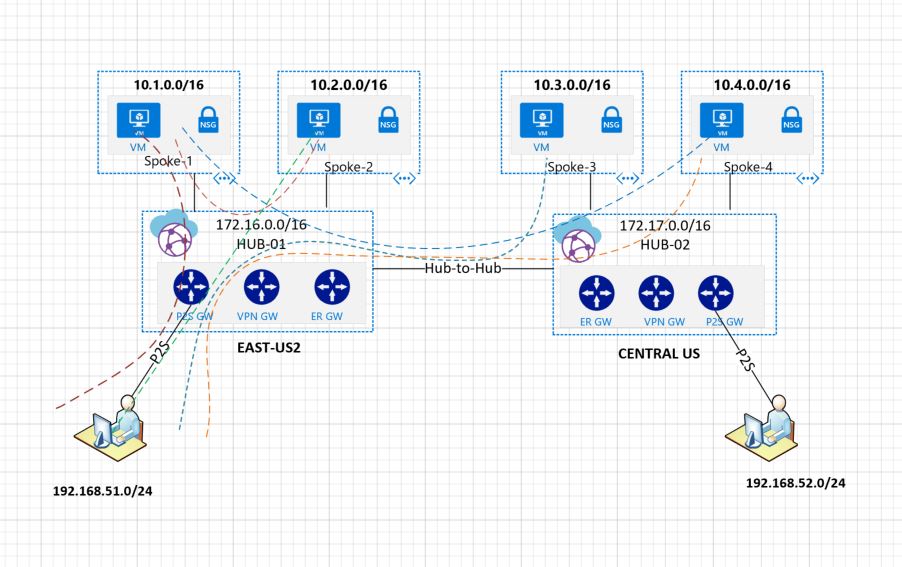 10.1.0.0/16
VM
NSG
VM
Spoke-1
10.2.0.0/16
VM
NSG
VM
Spoke-2
10.3.0.0/16
VM
NSG
VM
Spoke-3
10.4.0.0/16
VM
NSG
VM
Spoke-4
172.16.0.0/16
HUB-01
P2S GW
VPN GW
ER GW
EAST-US2
Hub-to-Hub
172.17.0.0/16
HUB-02
ER GW
VPN GW
P2S GW
CENTRAL US
P2S
192.168.51.0/24
P2S
192.168.52.0/24